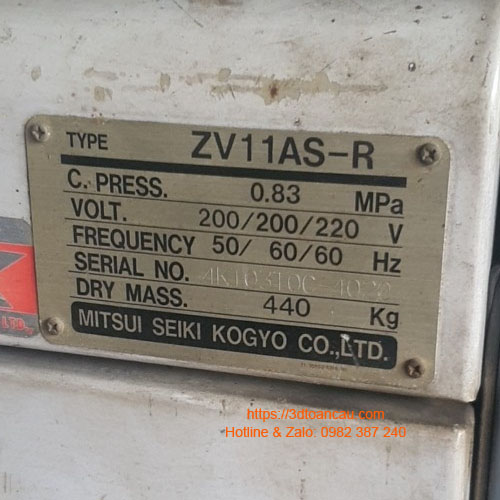 TYPE ZV11AS-R
C. PRESS. 0.83 MPa
VOLT. 200/200/220 V
FREQUENCY 50/ 60/60 Hz
SERIAL NO.
DRY MASS. 440 Kg
MITSUI SEIKI KOGYO CO.,LTD.
LTD.,
https://3dtoancau.com
Hotline & Zalo: 0982 387 240